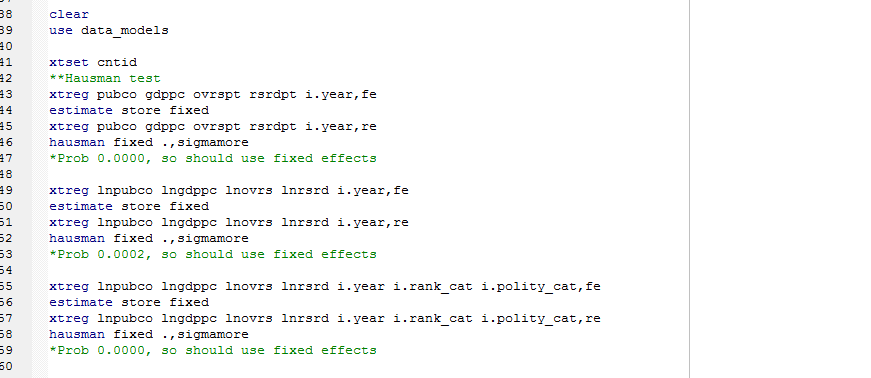 38 clear
39 use data_models
40
41 xtset cntid
42 **Hausman test
43 xtreg pubco gdppc ovrspt rsrdpt i.year,fe
44 estimate store fixed
45 xtreg pubco gdppc ovrspt rsrdpt i.year,re
46 hausman fixed .,sigmamore
47 *Prob 0.0000, so should use fixed effects
48
49 xtreg lnpubco lngdppc lnovrs lnrsrd i.year,fe
50 estimate store fixed
51 xtreg lnpubco lngdppc lnovrs lnrsrd i.year,re
52 hausman fixed .,sigmamore
53 *Prob 0.0002, so should use fixed effects
54
55 xtreg lnpubco lngdppc lnovrs lnrsrd i.year i.rank_cat i.polity_cat,fe
56 estimate store fixed
57 xtreg lnpubco lngdppc lnovrs lnrsrd i.year i.rank_cat i.polity_cat,re
58 hausman fixed .,sigmamore
59 *Prob 0.0000, so should use fixed effects
60